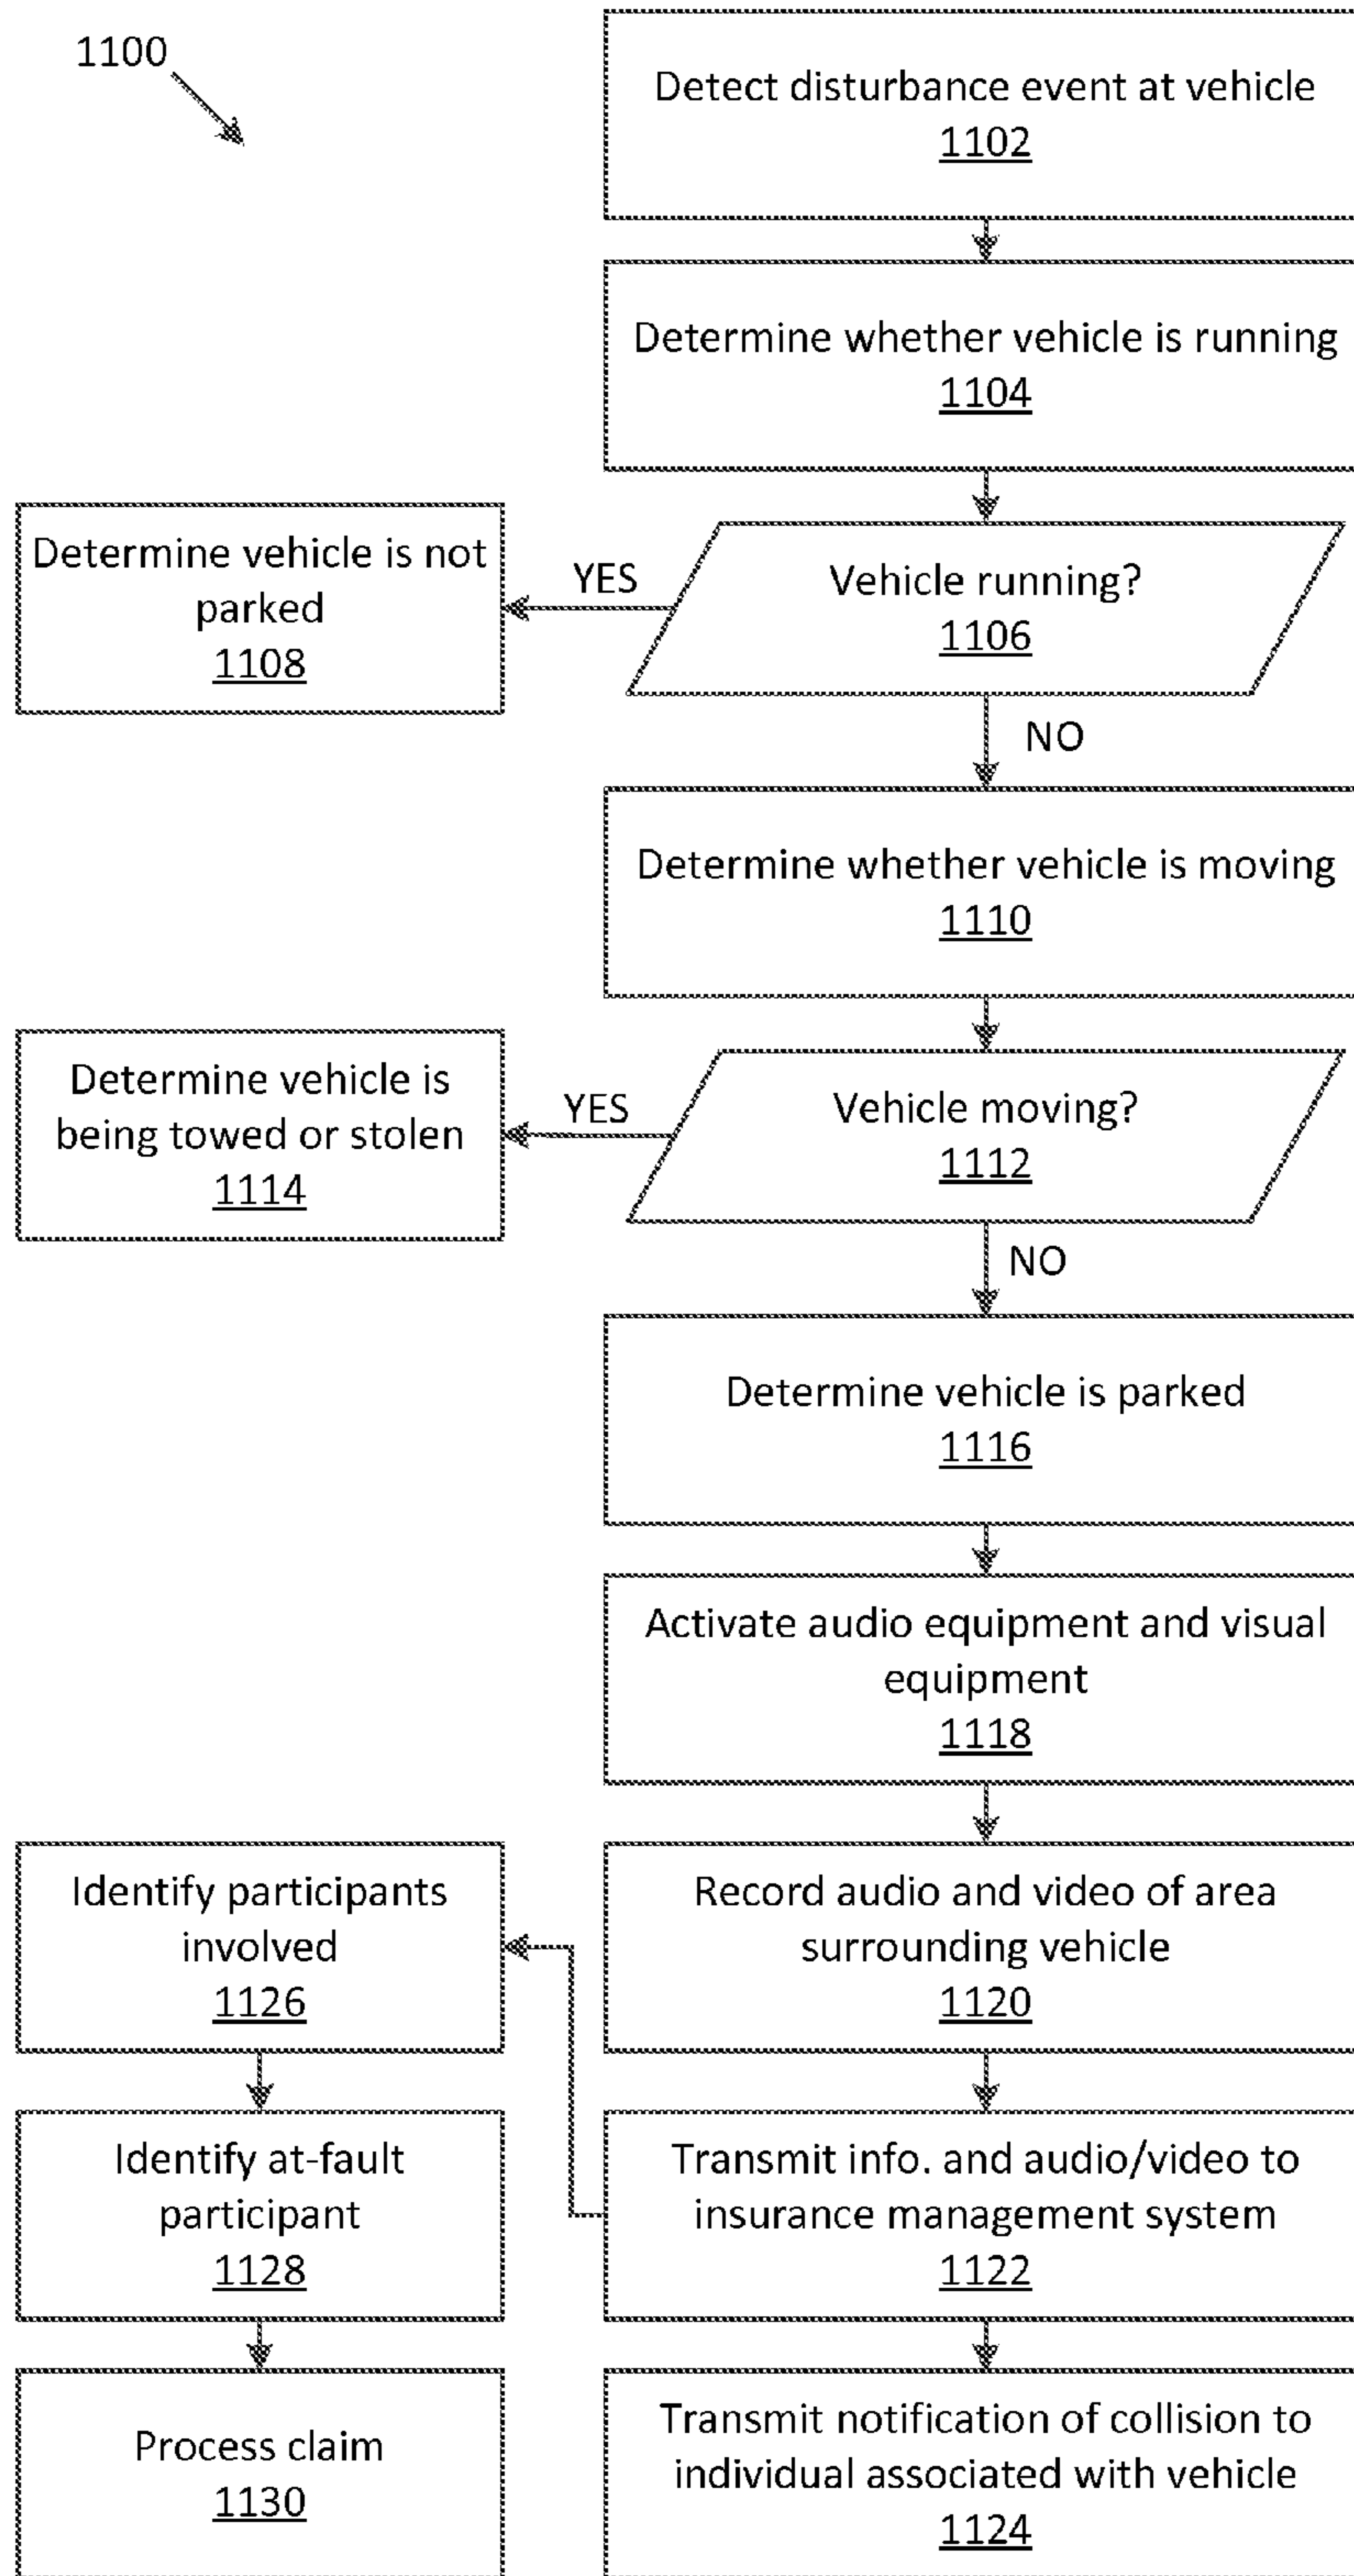 1100
Detect disturbance event at vehicle
1102
Determine whether vehicle is running
1104
Determine vehicle is not
parked
1108
YES
Vehicle running?
1106
NO
Determine whether vehicle is moving
1110
Determine vehicle is
being towed or stolen
1114
YES
Vehicle moving?
1112
NO
Determine vehicle is parked
1116
Activate audio equipment and visual
equipment
1118
Record audio and video of area
surrounding vehicle
1120
Transmit info. and audio/video to
insurance management system
1122
Transmit notification of collision to
individual associated with vehicle
1124
Identify participants
involved
1126
Identify at-fault
participant
1128
Process claim
1130